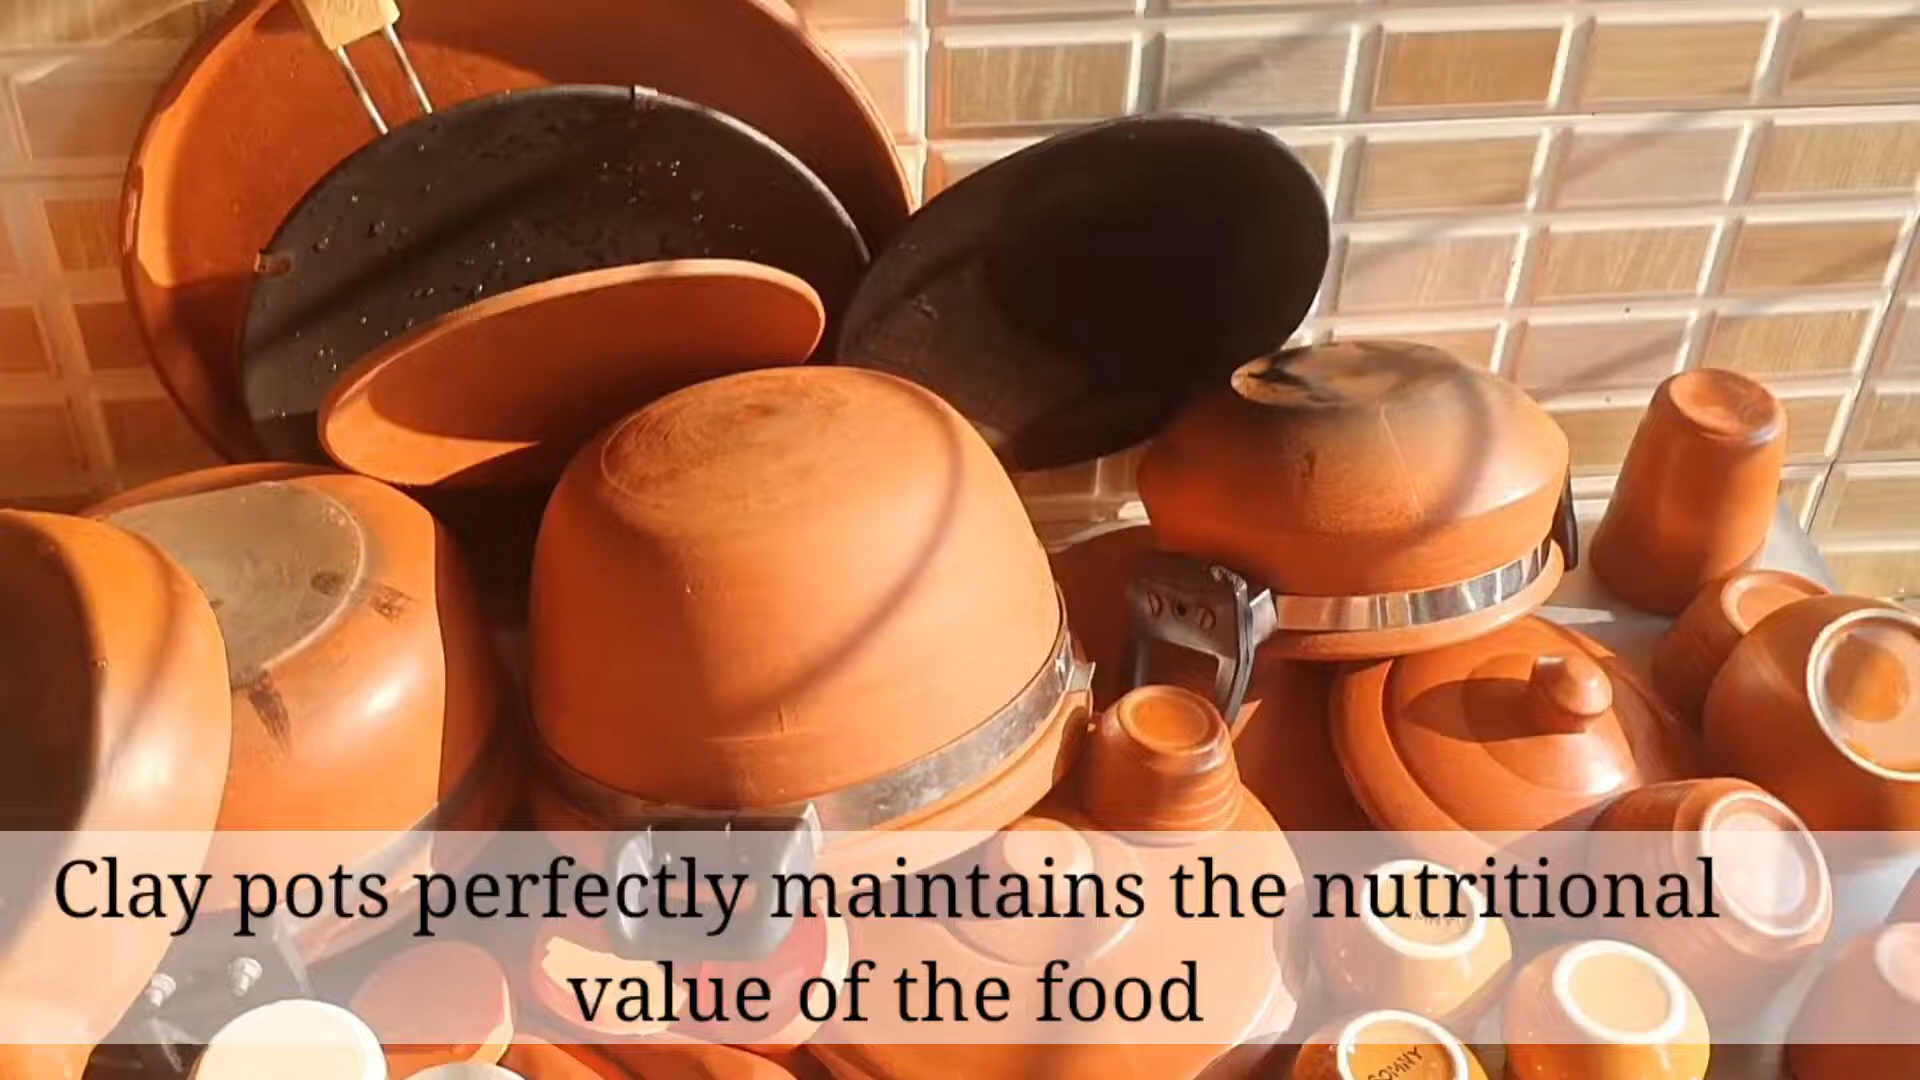 Clay pots perfectly maintains the nutritional
value of the food